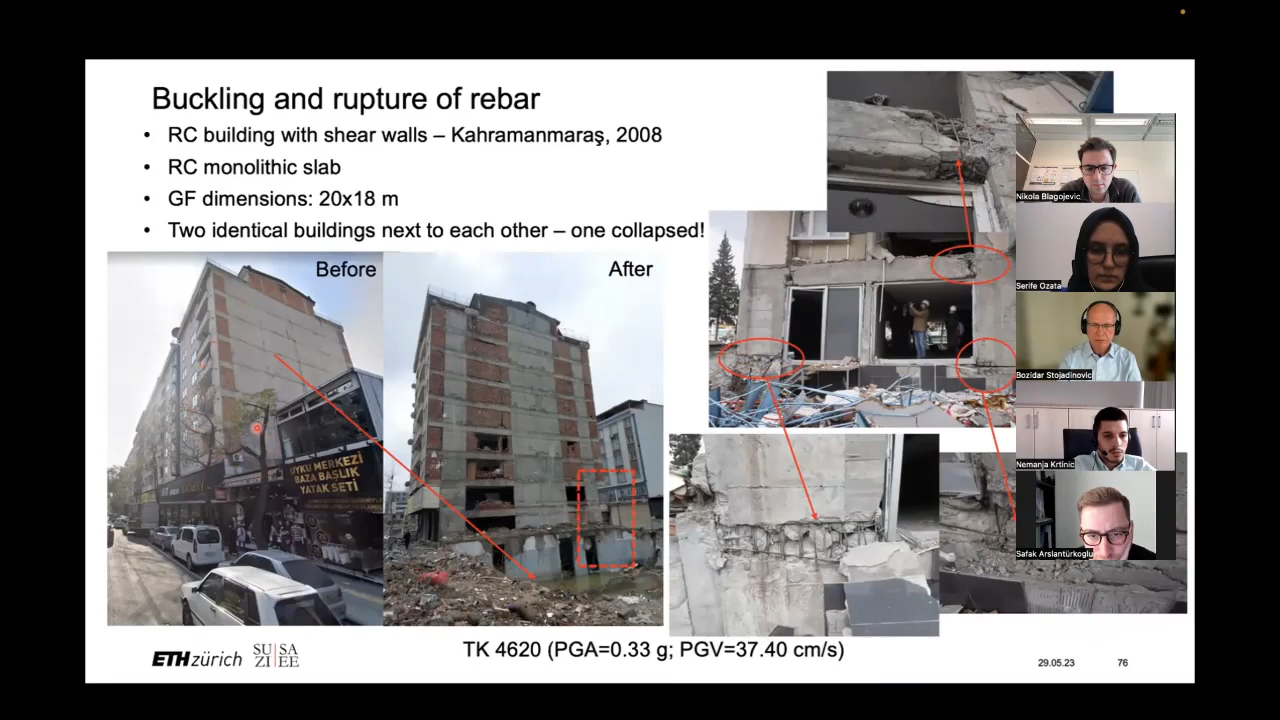 Buckling and rupture of rebar
• RC building with shear walls – Kahramanmaraş, 2008
• RC monolithic slab
• GF dimensions: 20x18 m
• Two identical buildings next to each other – one collapsed!
Before
After
UYKU MERKEZİ
BAZA BAŞLIK
YATAK SETİ
Nikola Blagojevic
Serife Ozata
Bozidar Stojadinovic
Nemanja Krtinic
Safak Arslantürkoglu
TK 4620 (PGA=0.33 g; PGV=37.40 cm/s)
ETH zürich
SU|SA
ZI|EE
29.05.23
76